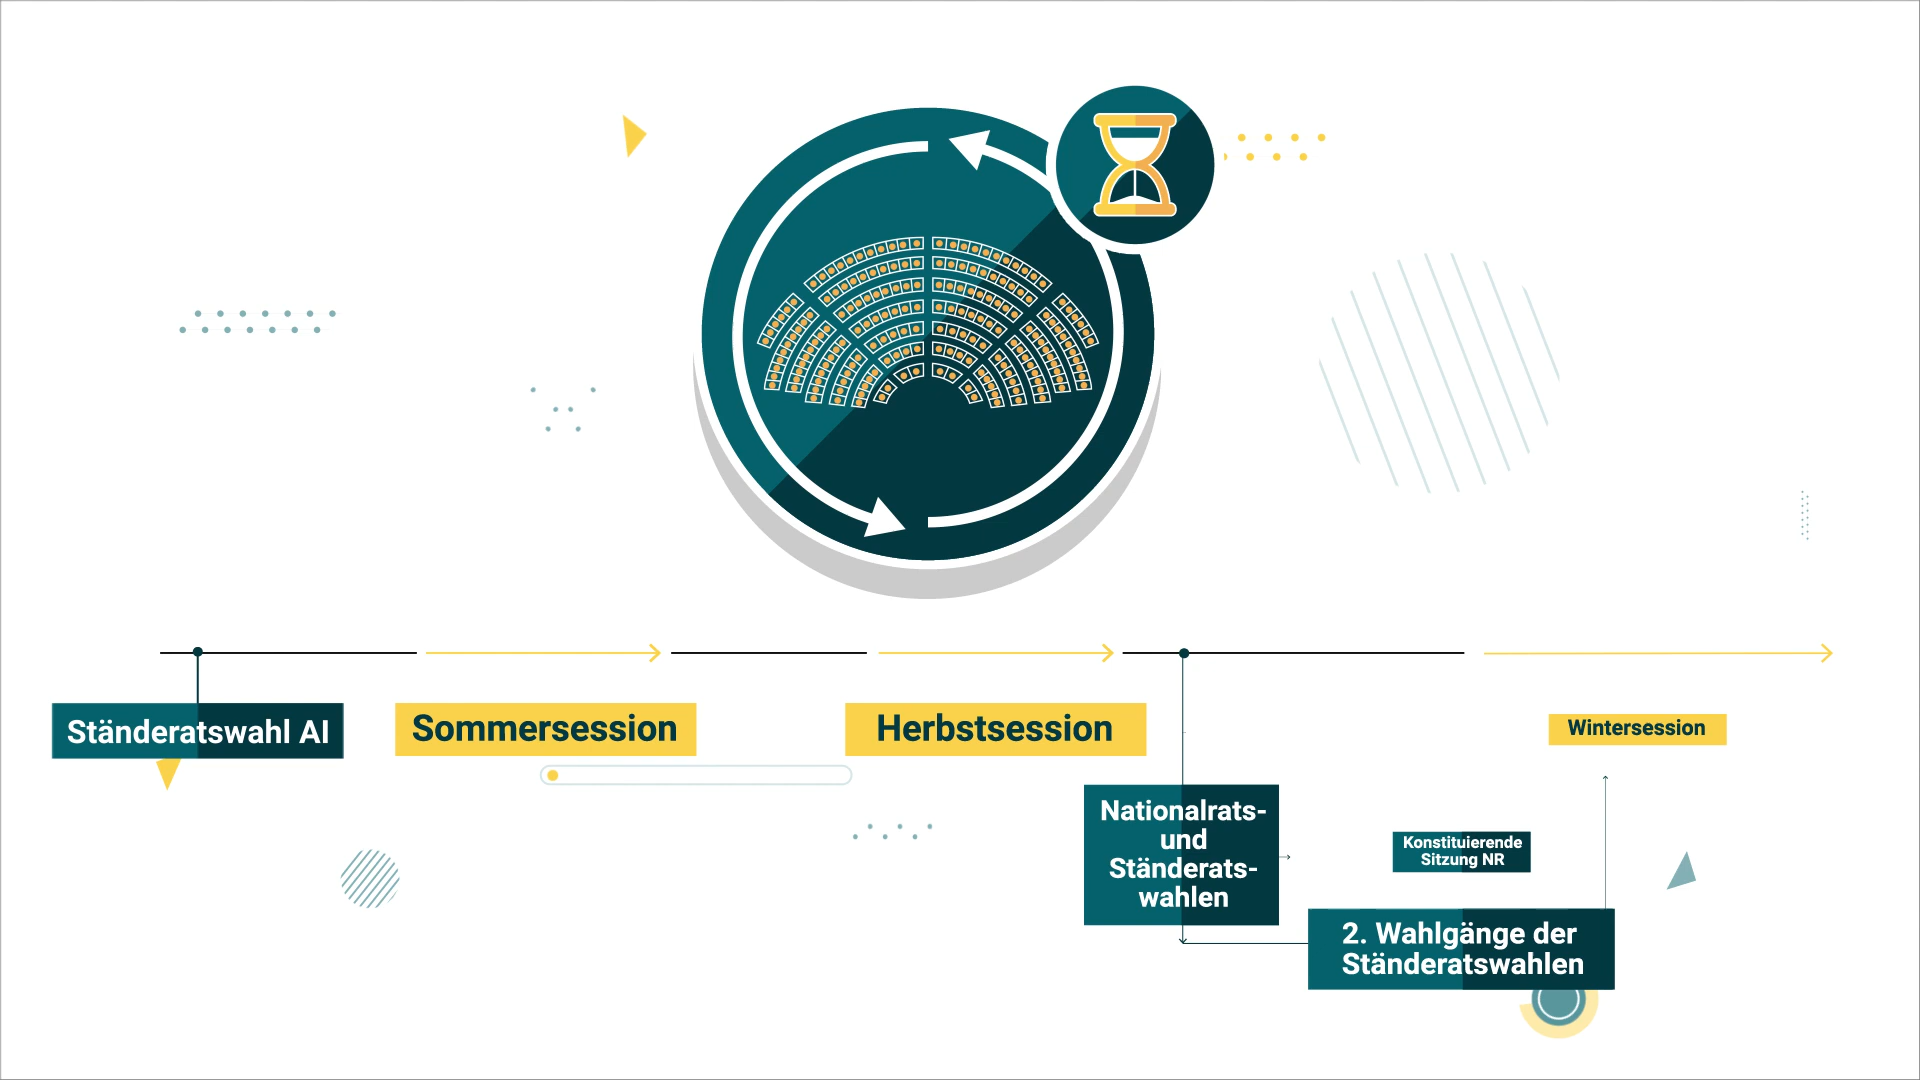 Ständeratswahl AI
Sommersession
Herbstsession
Wintersession
Nationalrats-
und
Ständerats-
wahlen
Konstituierende
Sitzung NR
2. Wahlgänge der
Ständeratswahlen